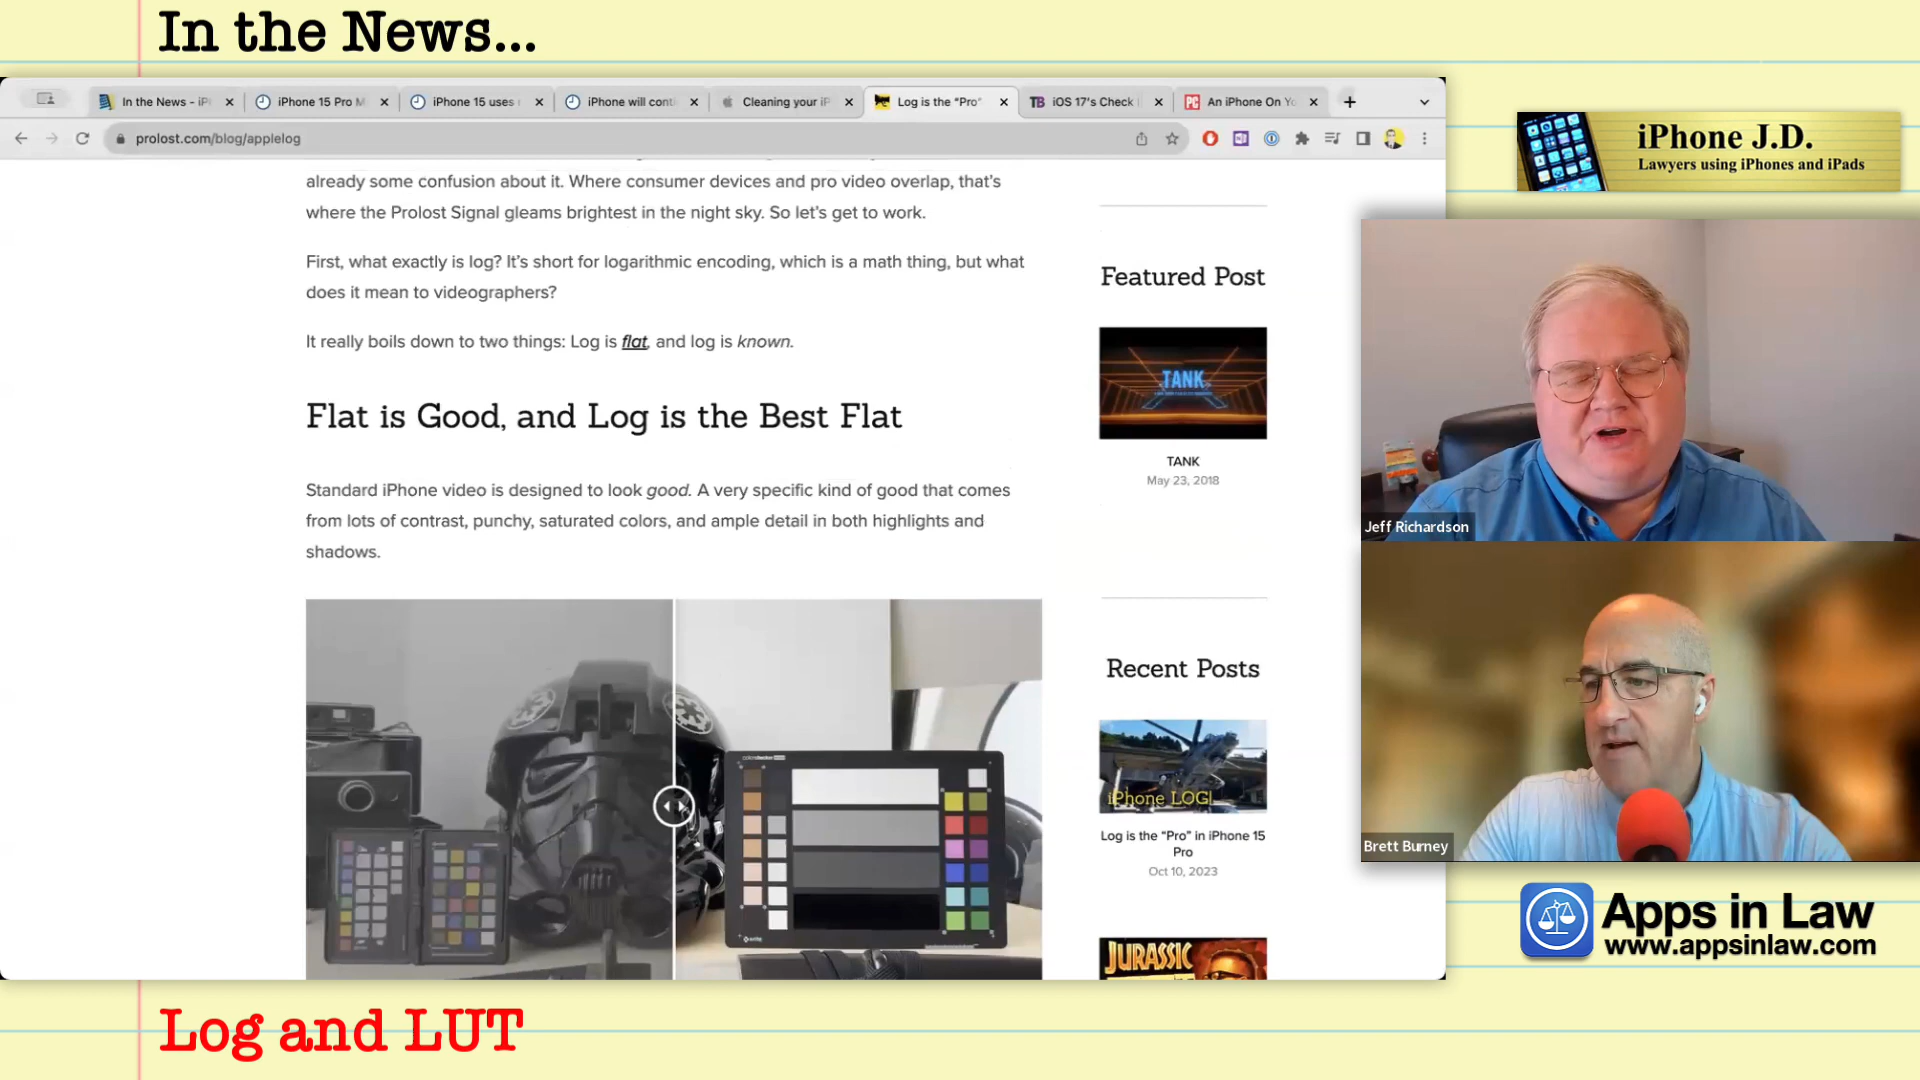 In the News...
In the News - iPh
iPhone 15 Pro M
iPhone 15 uses
iPhone will cont
Cleaning your iP
Log is the “Pro”
iOS 17's Check
An iPhone On Yo
prolost.com/blog/applelog
already some confusion about it. Where consumer devices and pro video overlap, that’s
where the Prolost Signal gleams brightest in the night sky. So let’s get to work.
First, what exactly is log? It’s short for logarithmic encoding, which is a math thing, but what
does it mean to videographers?
It really boils down to two things: Log is flat, and log is known.
Flat is Good, and Log is the Best Flat
Standard iPhone video is designed to look good. A very specific kind of good that comes
from lots of contrast, punchy, saturated colors, and ample detail in both highlights and
shadows.
Featured Post
TANK
TANK
May 23, 2018
Recent Posts
iPhone LOG!
Log is the “Pro” in iPhone 15
Pro
Oct 10, 2023
JURASSIC
iPhone J.D.
Lawyers using iPhones and iPads
Jeff Richardson
Brett Burney
Apps in Law
www.appsinlaw.com
Log and LUT